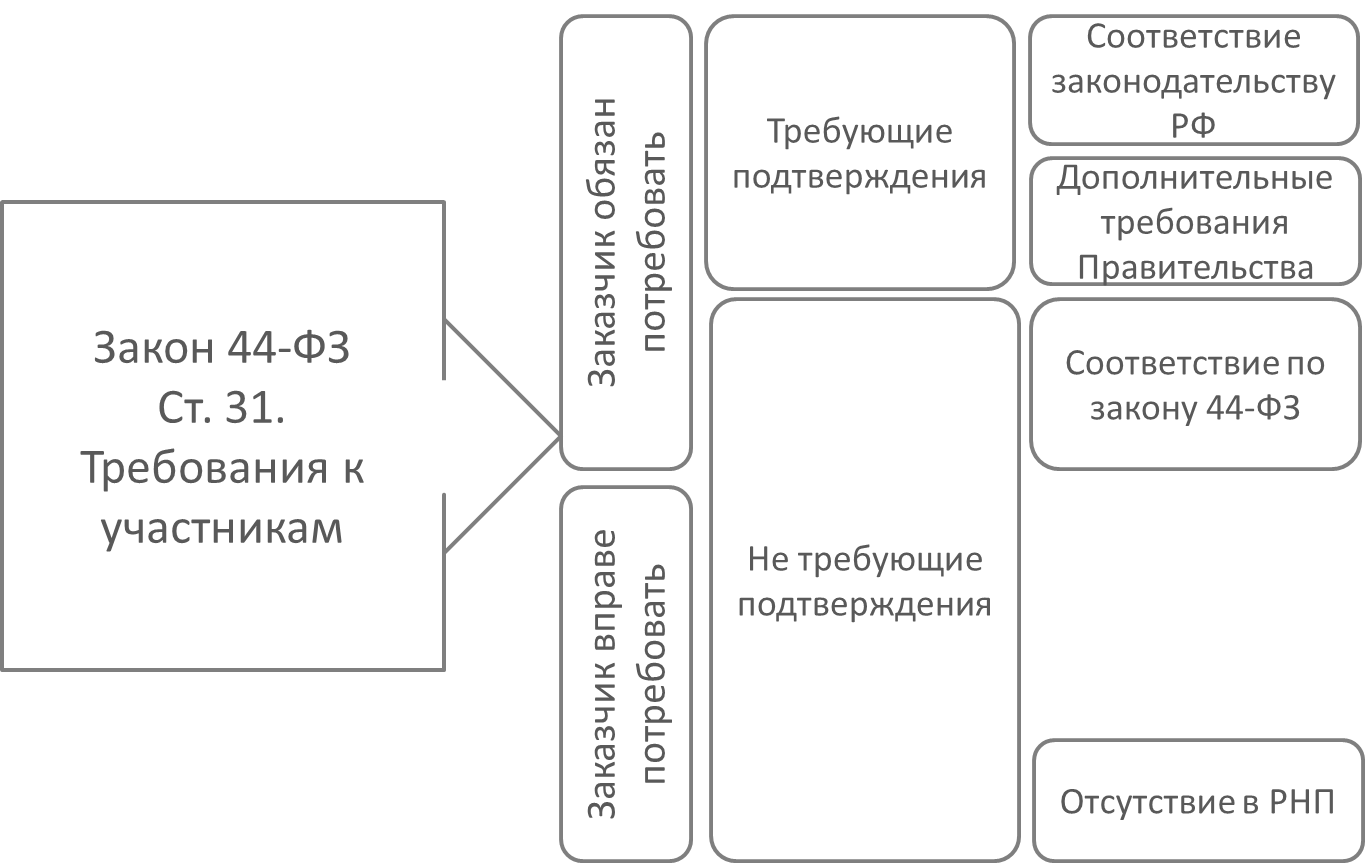 Закон 44-ФЗ
Ст. 31.
Требования к
участникам
Заказчик обязан
потребовать
Заказчик вправе
потребовать
Требующие
подтверждения
Не требующие
подтверждения
Соответствие
законодательству
РФ
Дополнительные
требования
Правительства
Соответствие по
закону 44-ФЗ
Отсутствие в РНП